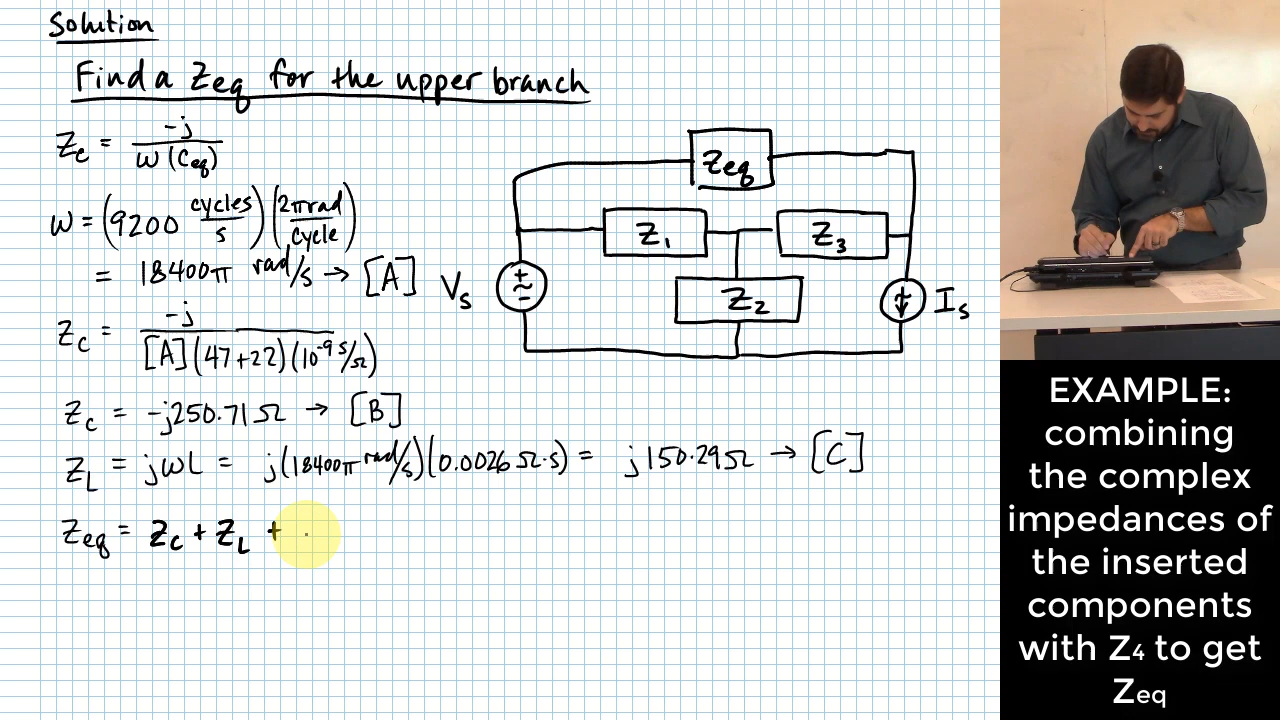 Solution
Find a Zeq for the upper branch
Zc = -j / ω(Ceq)
ω = (9200 cycles/s)(2π rad/cycle)
= 18400π rad/s → [A]
Zc = -j / [A](47+22)(10⁻⁹ s/Ω)
Zc = -j250.71Ω → [B]
ZL = jωL = j(18400π rad/s)(0.0026 Ω·s) = j150.29Ω → [C]
Zeq = Zc + ZL +
Zeq
Z1
Z3
Z2
Vs
+
~
-
Is
EXAMPLE:
combining
the complex
impedances of
the inserted
components
with Z4 to get
Zeq